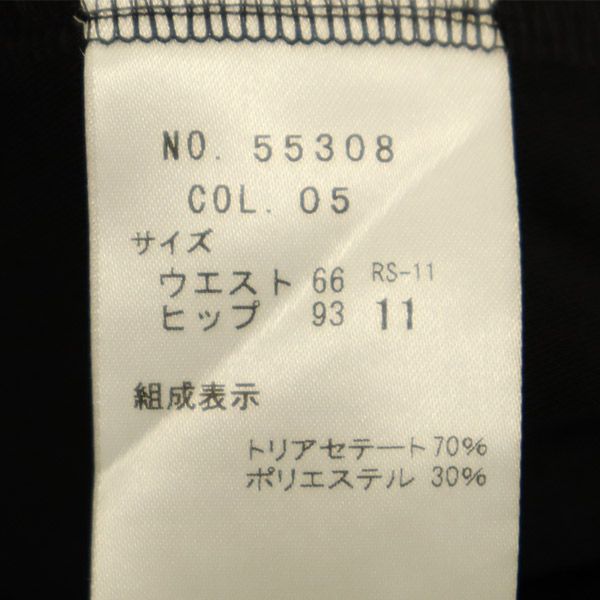 NO. 55308
COL. 05
サイズ
ウエスト 66 RS-11
ヒップ 93 11
組成表示
トリアセテート 70%
ポリエステル 30%